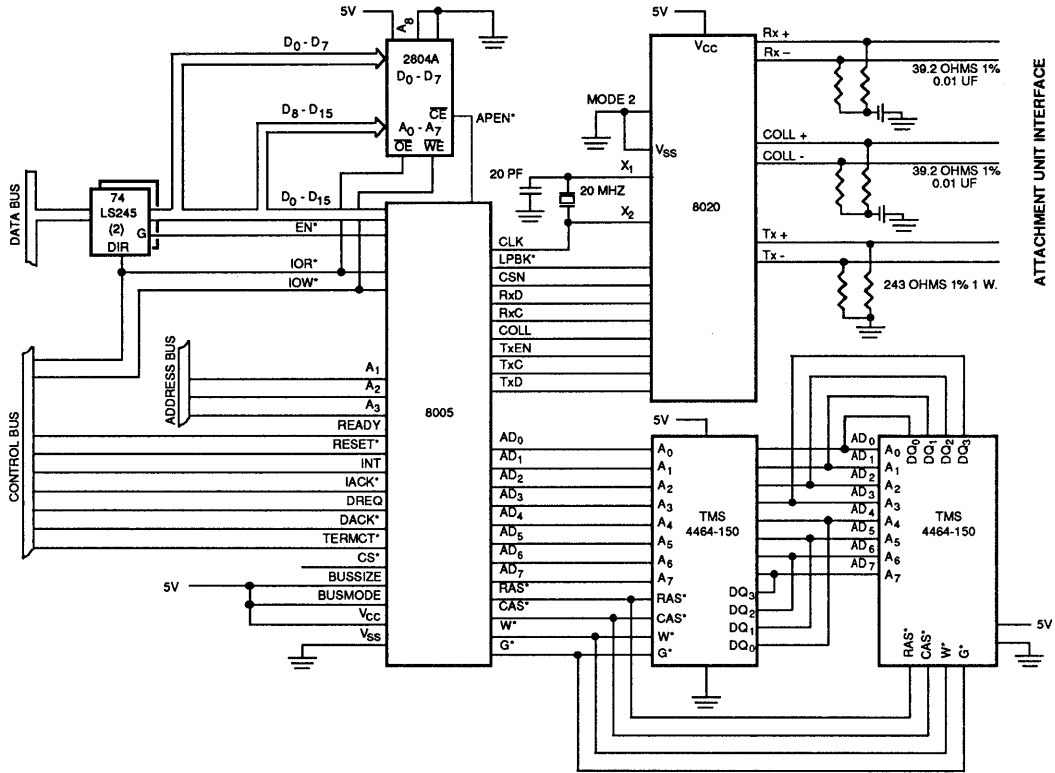 5V
A8
D0 - D7
2804A
D0 - D7
D8 - D15
CE
A0 - A7
OE WE
APEN*
DATA BUS
74
LS245
(2)
DIR
G
D0 - D15
EN*
IOR*
IOW*
CONTROL BUS
ADDRESS BUS
A1
A2
A3
READY
RESET*
INT
IACK*
DREQ
DACK*
TERMCT*
CS*
BUSSIZE
BUSMODE
VCC
VSS
5V
8005
CLK
LPBK*
CSN
RxD
RxC
COLL
TxEN
TxC
TxD
AD0
AD1
AD2
AD3
AD4
AD5
AD6
AD7
RAS*
CAS*
W*
G*
5V
VCC
MODE 2
VSS
X1
20 PF
20 MHZ
X2
8020
Rx +
Rx -
39.2 OHMS 1%
0.01 UF
COLL +
COLL -
39.2 OHMS 1%
0.01 UF
Tx +
Tx -
243 OHMS 1% 1 W.
ATTACHMENT UNIT INTERFACE
5V
A0
A1
A2
A3
A4
A5
A6
A7
RAS*
CAS*
W*
G*
TMS
4464-150
DQ3
DQ2
DQ1
DQ0
AD0
AD1
AD2
AD3
AD4
AD5
AD6
AD7
A0
A1
A2
A3
A4
A5
A6
A7
DQ0
DQ1
DQ2
DQ3
TMS
4464-150
RAS*
CAS*
W*
G*
5V